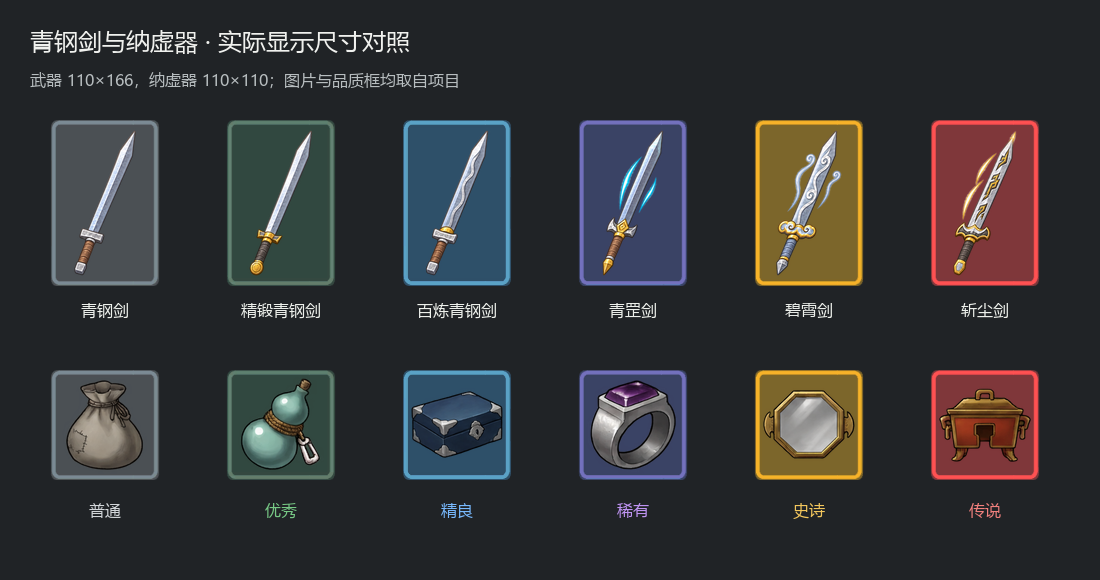 青钢剑与纳虚器 · 实际显示尺寸对照
武器 110×166，纳虚器 110×110；图片与品质框均取自项目
青钢剑 精锻青钢剑 百炼青钢剑 青罡剑 碧霄剑 斩尘剑
普通 优秀 精良 稀有 史诗 传说